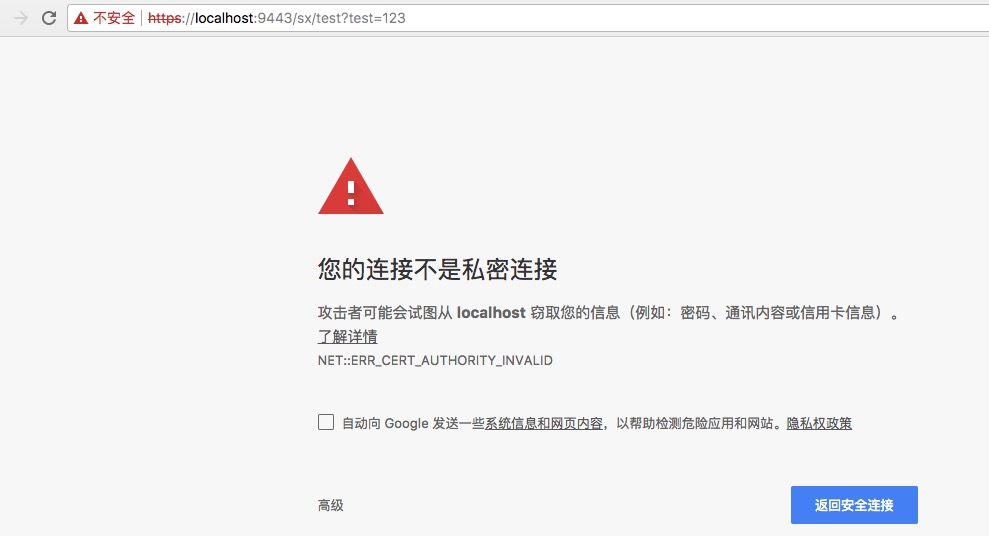 不安全 https://localhost:9443/sx/test?test=123
您的连接不是私密连接
攻击者可能会试图从 localhost 窃取您的信息（例如：密码、通讯内容或信用卡信息）。
了解详情
NET::ERR_CERT_AUTHORITY_INVALID
自动向 Google 发送一些系统信息和网页内容，以帮助检测危险应用和网站。隐私权政策
高级 返回安全连接